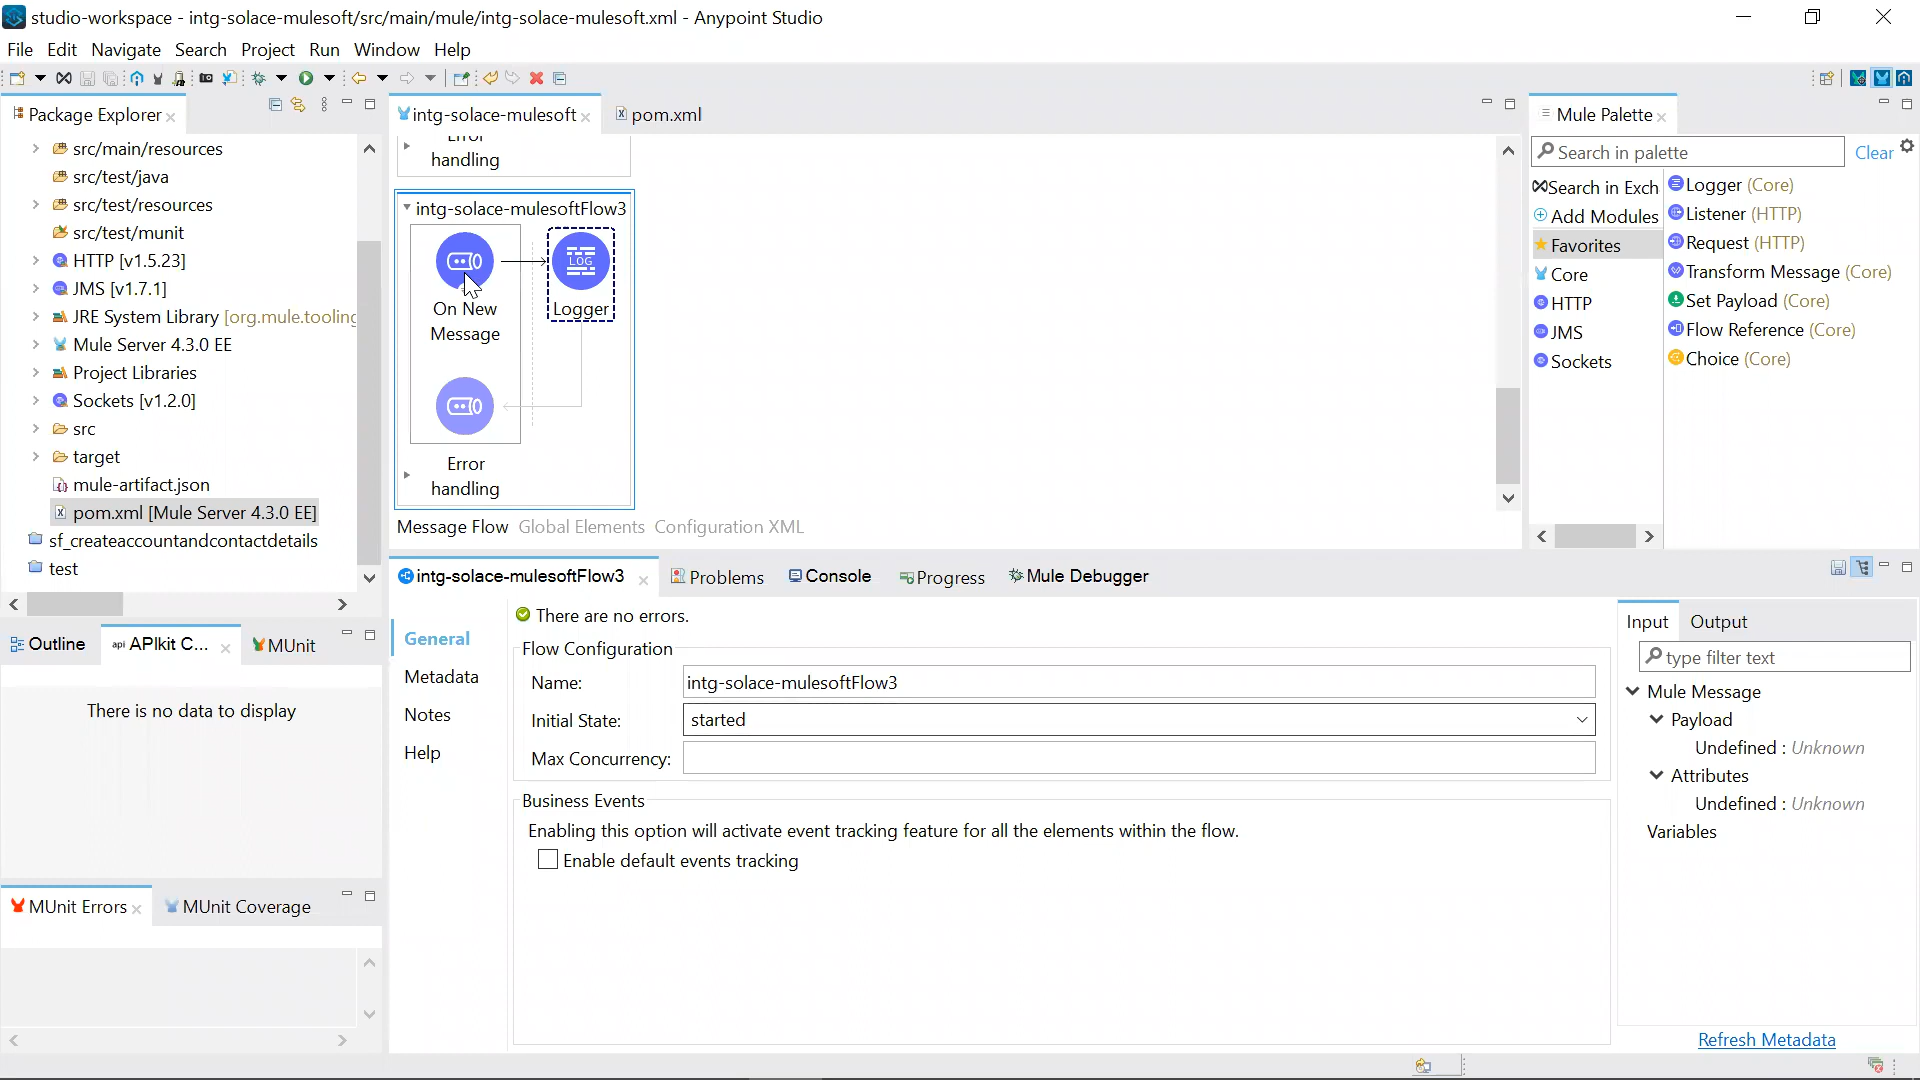 studio-workspace - intg-solace-mulesoft/src/main/mule/intg-solace-mulesoft.xml - Anypoint Studio
File Edit Navigate Search Project Run Window Help
Package Explorer
src/main/resources
src/test/java
src/test/resources
src/test/munit
HTTP [v1.5.23]
JMS [v1.7.1]
JRE System Library [org.mule.tooling
Mule Server 4.3.0 EE
Project Libraries
Sockets [v1.2.0]
src
target
mule-artifact.json
pom.xml [Mule Server 4.3.0 EE]
sf_createaccountandcontactdetails
test
intg-solace-mulesoft
pom.xml
Error
handling
intg-solace-mulesoftFlow3
LOG
On New
Message
Logger
Error
handling
Message Flow Global Elements Configuration XML
Mule Palette
Search in palette
Clear
Search in Exch
Add Modules
Favorites
Core
HTTP
JMS
Sockets
Logger (Core)
Listener (HTTP)
Request (HTTP)
Transform Message (Core)
Set Payload (Core)
Flow Reference (Core)
Choice (Core)
Outline
api APIkit C...
MUnit
There is no data to display
MUnit Errors
MUnit Coverage
intg-solace-mulesoftFlow3
Problems
Console
Progress
Mule Debugger
General
Metadata
Notes
Help
There are no errors.
Flow Configuration
Name: intg-solace-mulesoftFlow3
Initial State: started
Max Concurrency:
Business Events
Enabling this option will activate event tracking feature for all the elements within the flow.
Enable default events tracking
Input Output
type filter text
Mule Message
Payload
Undefined : Unknown
Attributes
Undefined : Unknown
Variables
Refresh Metadata